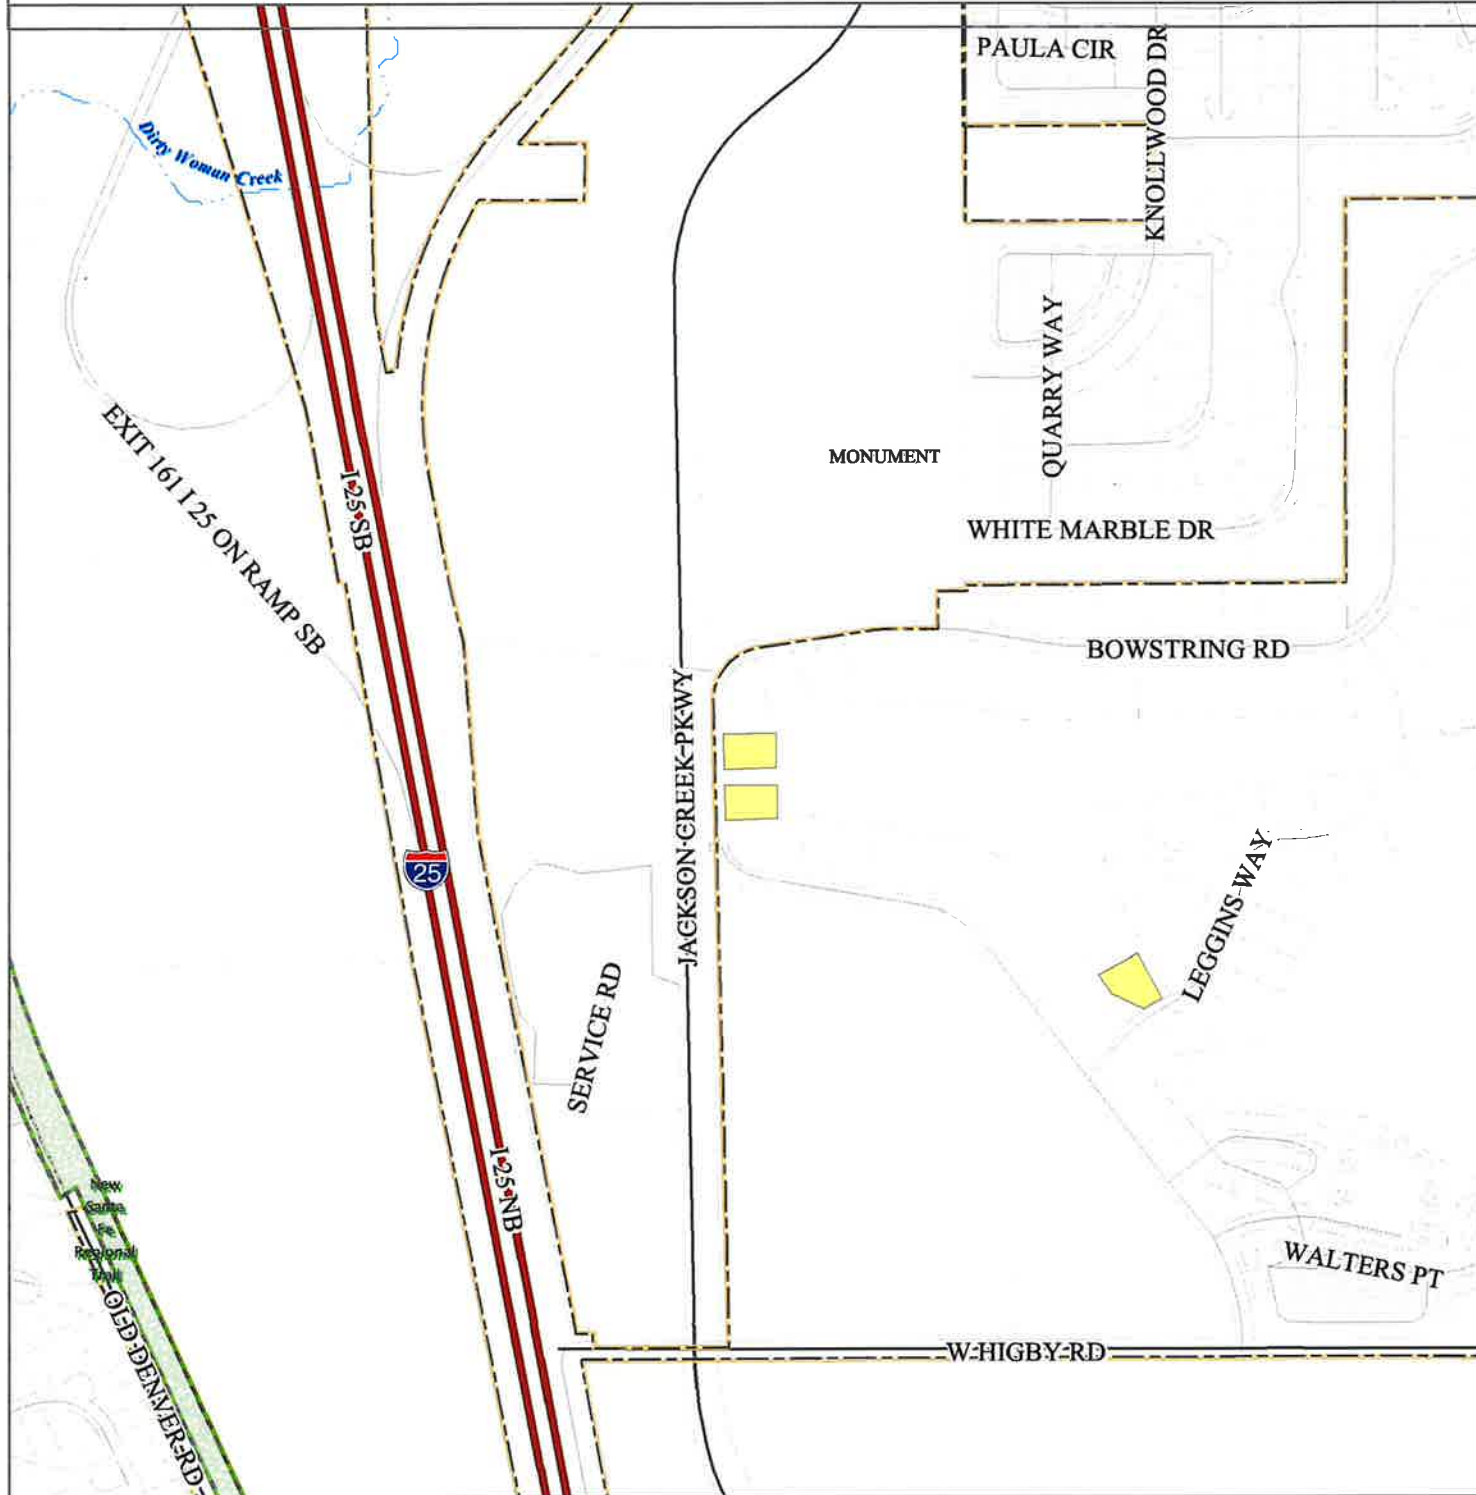 PAULA CIR
KNOLLWOOD DR
Dirty Woman Creek
QUARRY WAY
EXIT 161 I 25 ON RAMP SB
I 25 SB
MONUMENT
WHITE MARBLE DR
BOWSTRING RD
JACKSON CREEK PKWY
25
LEGGINS WAY
SERVICE RD
I 25 NB
New
Santa
Fe
Regional
Trail
WALTERS PT
OLD DENVER RD
W HIGBY RD